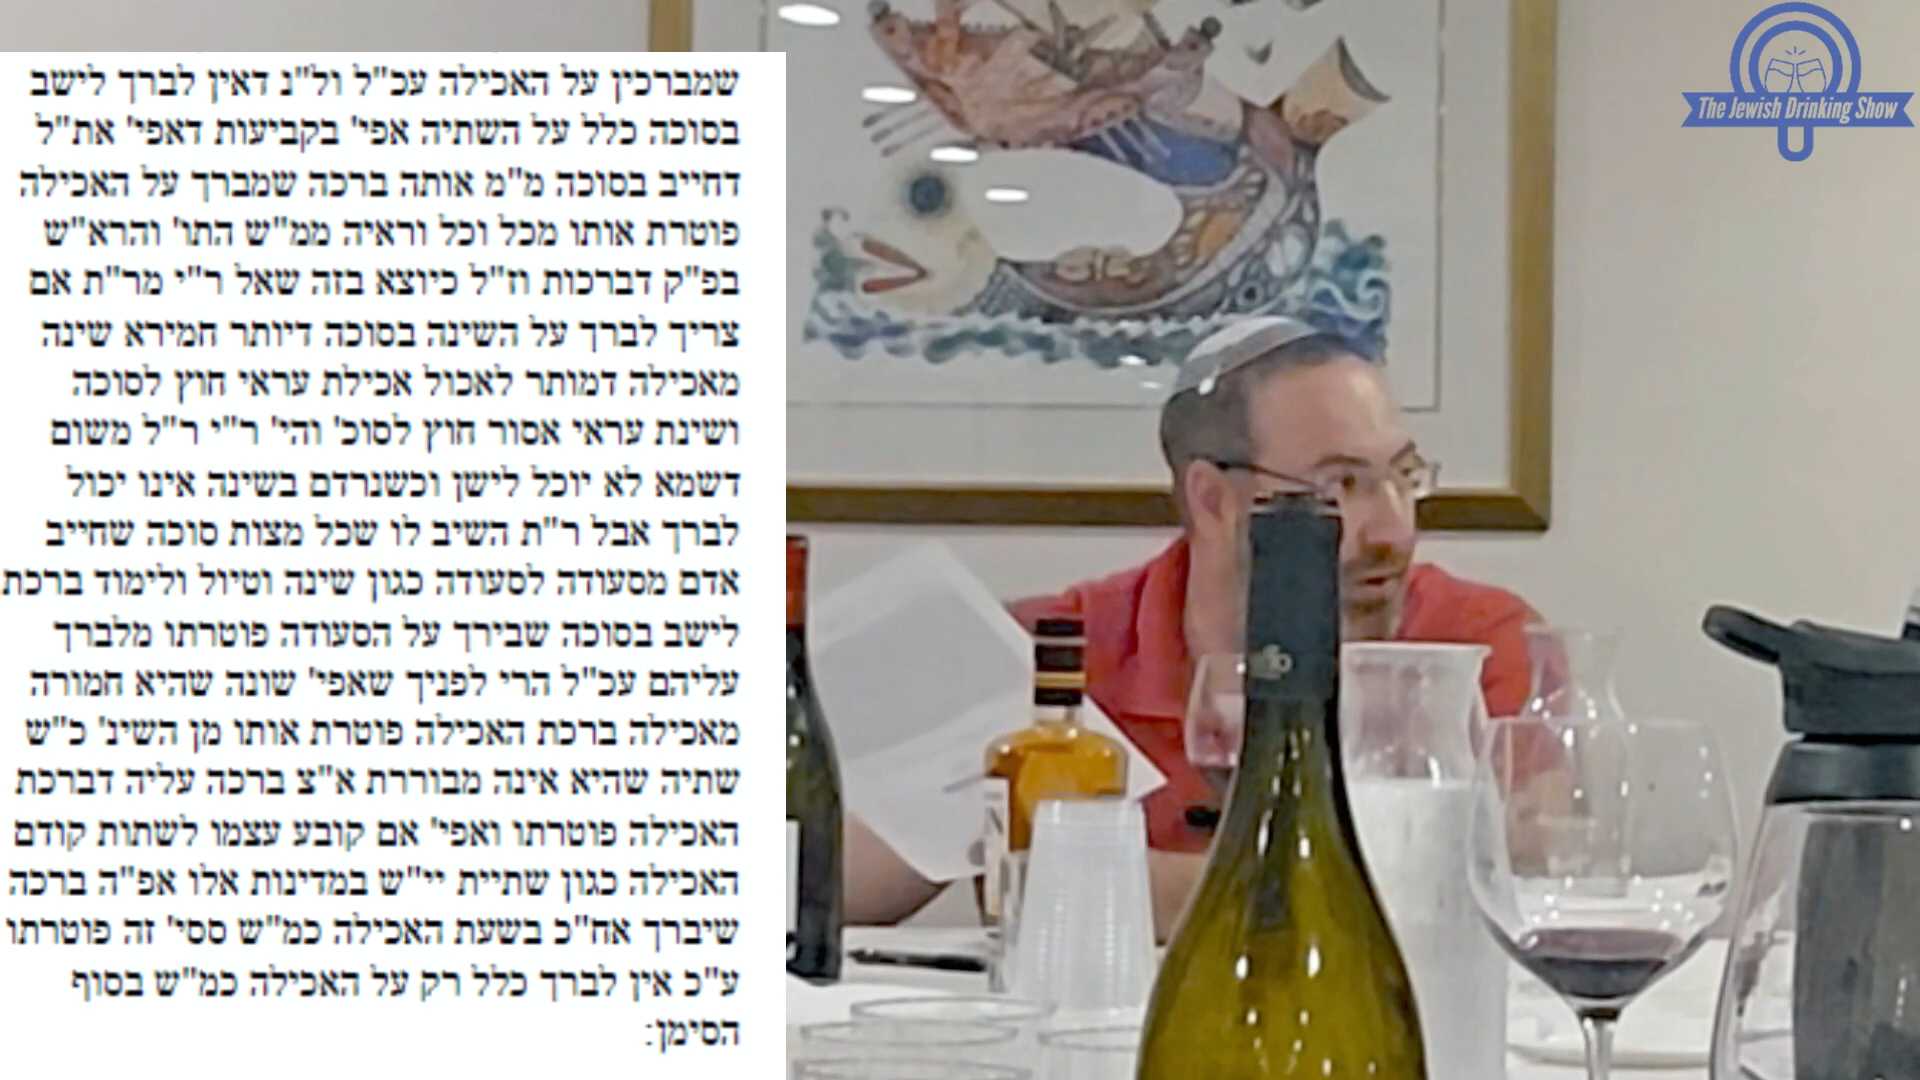 שמברכין על האכילה עכ"ל ול"נ דאין לברך לישב
בסוכה כלל על השתיה אפי' בקביעות דאפי' את"ל
דחייב בסוכה מ"מ אותה ברכה שמברך על האכילה
פוטרת אותו מכל וכל וראיה ממ"ש התו' והרא"ש
בפ"ק דברכות וז"ל כיוצא בזה שאל ר"י מר"ת אם
צריך לברך על השינה בסוכה דיותר חמירא שינה
מאכילה דמותר לאכול אכילת עראי חוץ לסוכה
ושינת עראי אסור חוץ לסוכ' והי' ר"י ר"ל משום
דשמא לא יוכל לישן וכשנרדם בשינה אינו יכול
לברך אבל ר"ת השיב לו שכל מצות סוכה שחייב
אדם מסעודה לסעודה כגון שינה וטיול ולימוד ברכת
לישב בסוכה שבירך על הסעודה פוטרתו מלברך
עליהם עכ"ל הרי לפניך שאפי' שונה שהיא חמורה
מאכילה ברכת האכילה פוטרת אותו מן השינ' כ"ש
שתיה שהיא אינה מבוררת א"צ ברכה עליה דברכת
האכילה פוטרתו ואפי' אם קובע עצמו לשתות קודם
האכילה כגון שתיית יי"ש במדינות אלו אפ"ה ברכה
שיברך אח"כ בשעת האכילה כמ"ש ססי' זה פוטרתו
ע"כ אין לברך כלל רק על האכילה כמ"ש בסוף
הסימן:
The Jewish Drinking Show